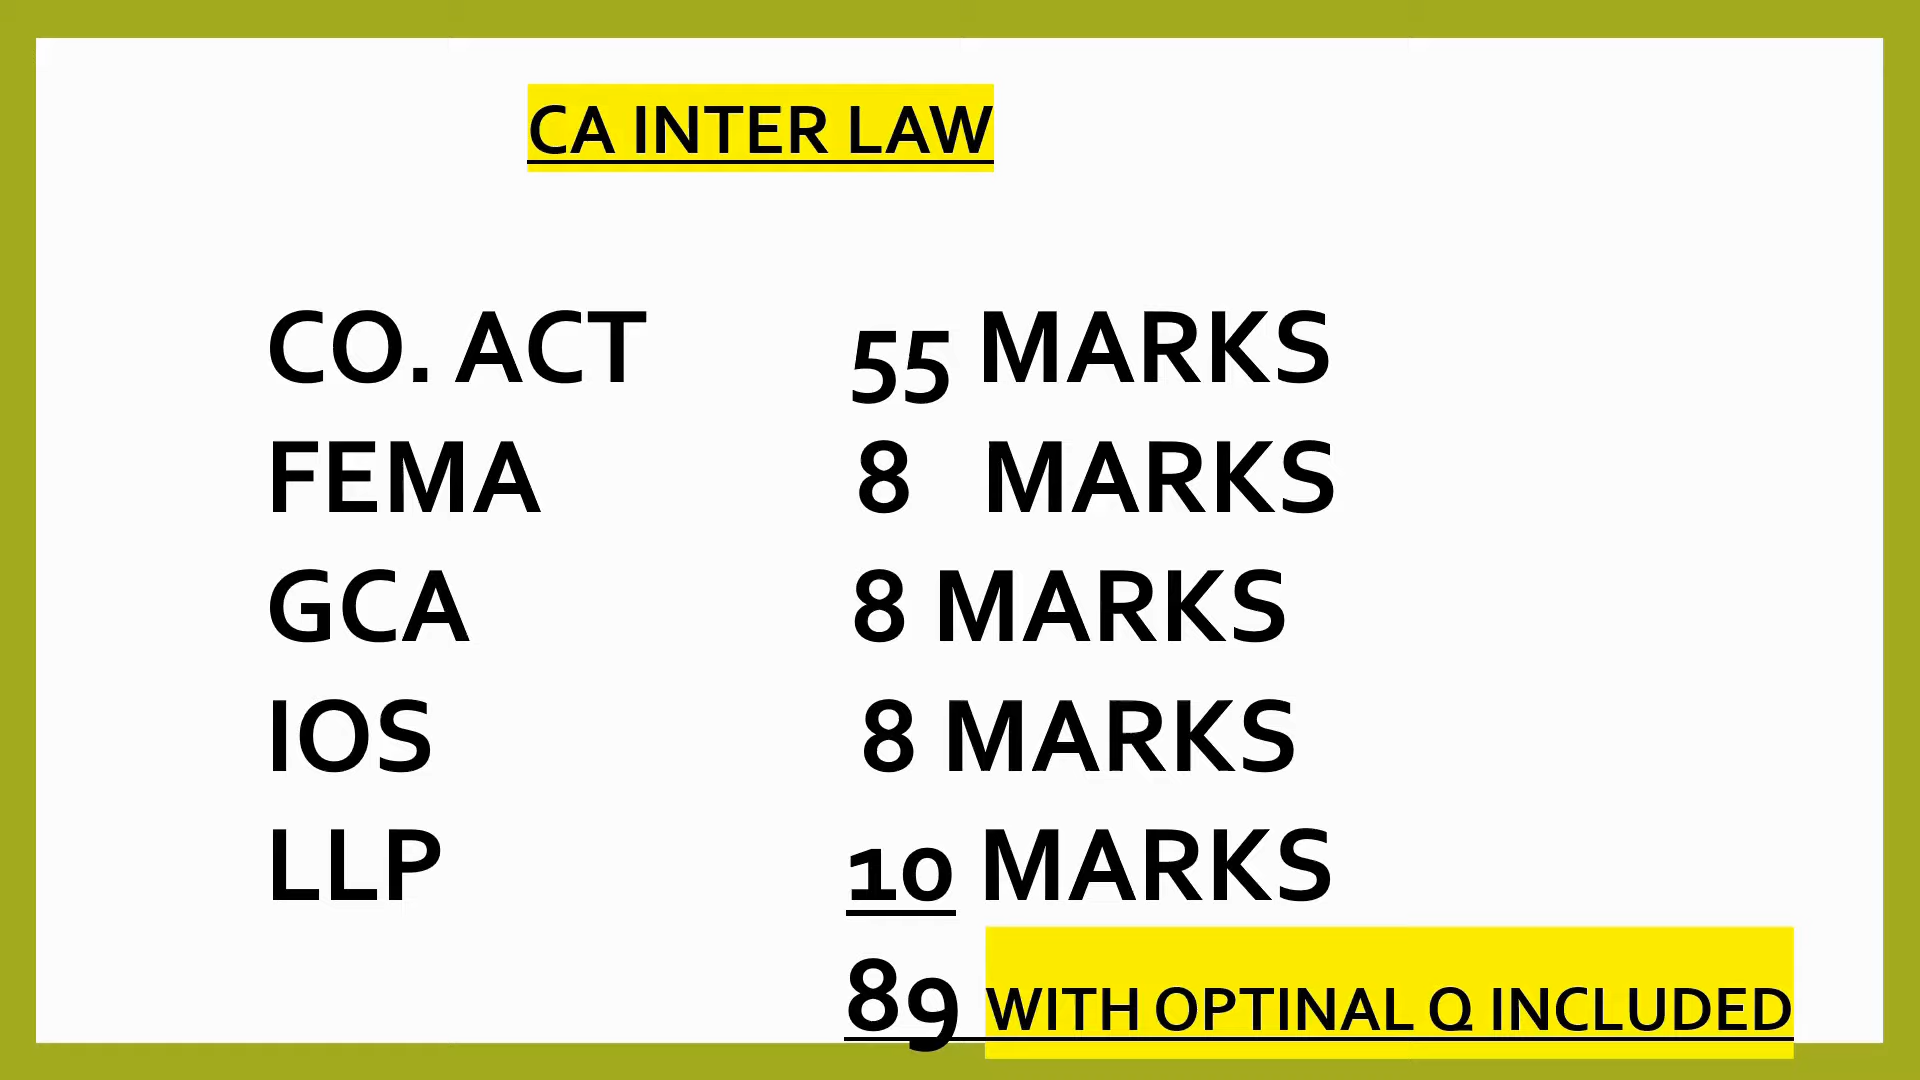 CA INTER LAW
CO. ACT 55 MARKS
FEMA 8 MARKS
GCA 8 MARKS
IOS 8 MARKS
LLP 10 MARKS
89 WITH OPTINAL Q INCLUDED